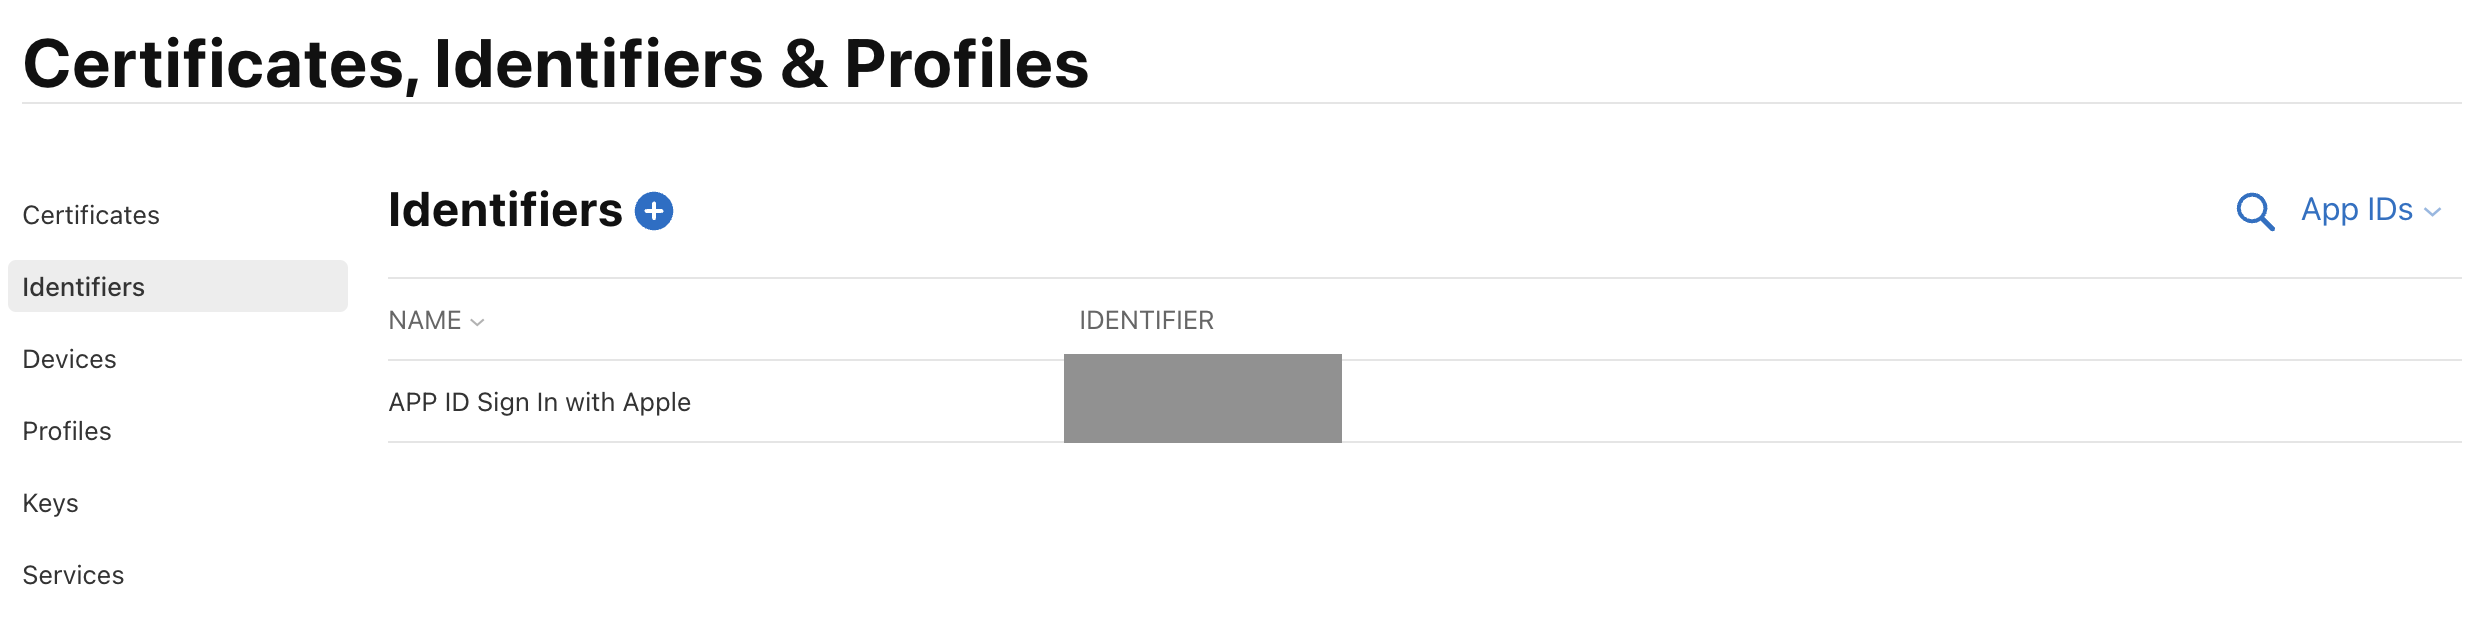 Certificates, Identifiers & Profiles
Certificates
Identifiers
Devices
Profiles
Keys
Services
Identifiers
App IDs
NAME IDENTIFIER
APP ID Sign In with Apple